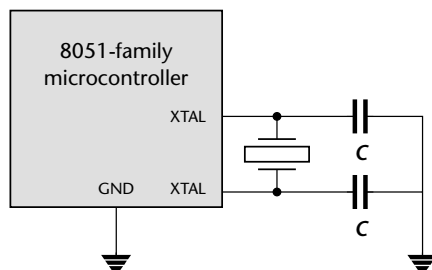 8051-family
microcontroller
XTAL
C
GND
XTAL
C